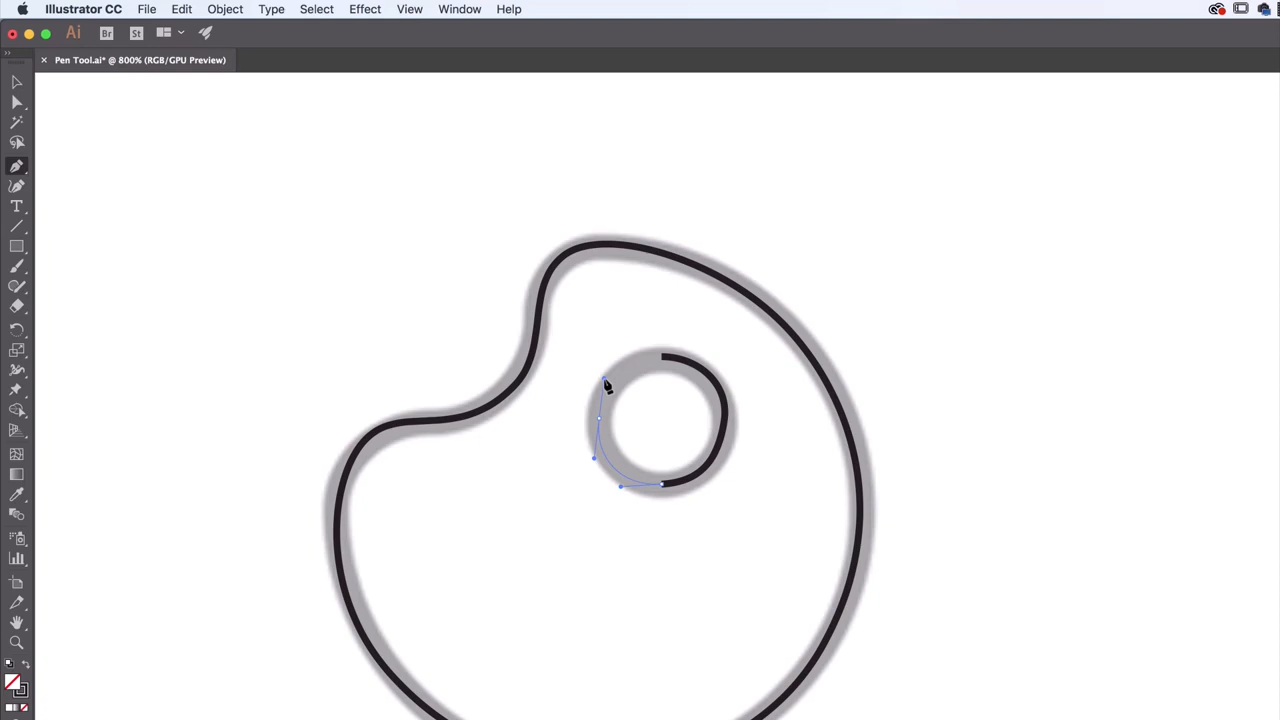 Illustrator CC File Edit Object Type Select Effect View Window Help
Ai Br St
Pen Tool.ai* @ 800% (RGB/GPU Preview)
T